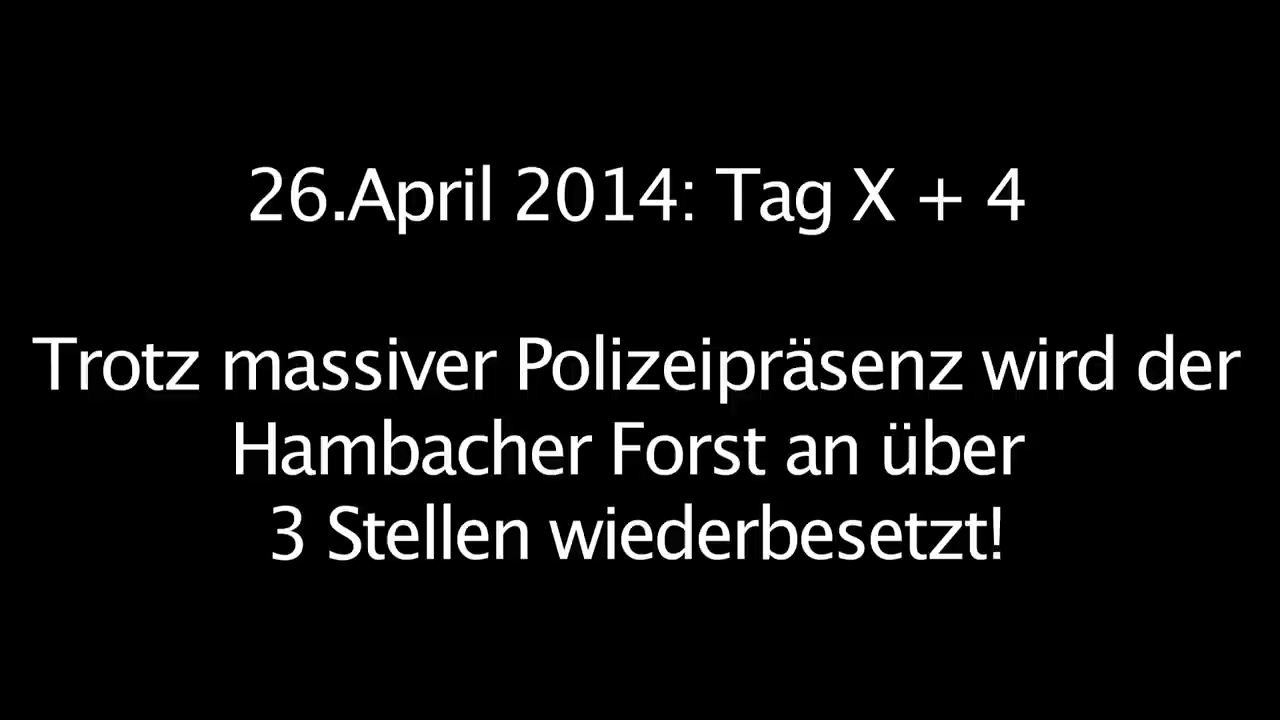 26.April 2014: Tag X + 4
Trotz massiver Polizeipräsenz wird der
Hambacher Forst an über
3 Stellen wiederbesetzt!